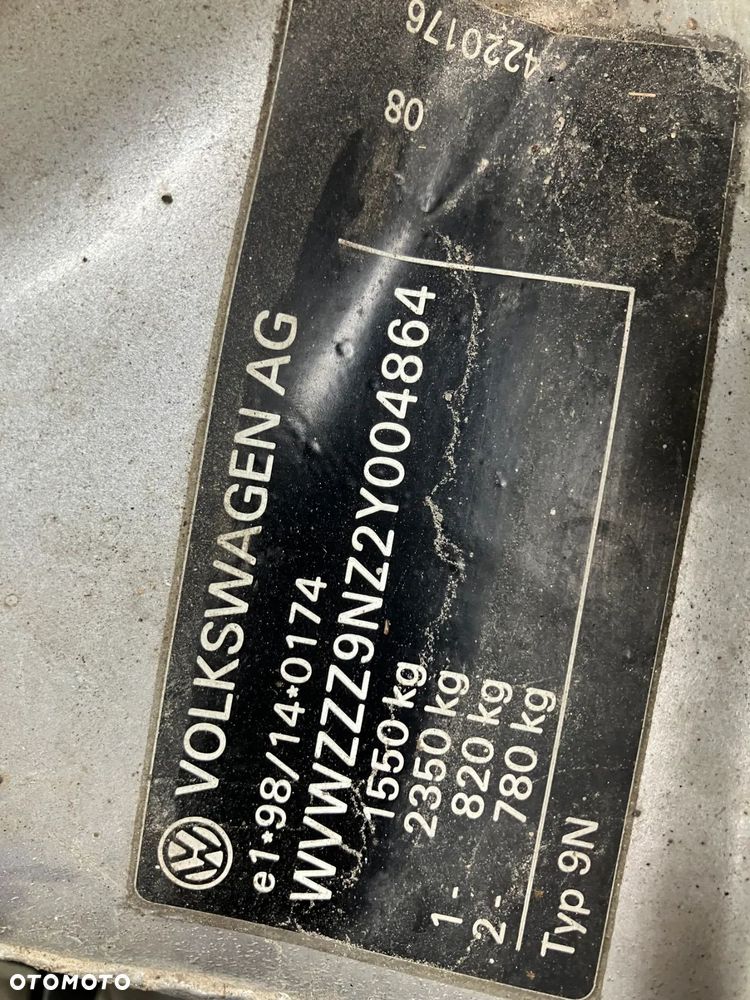 VOLKSWAGEN AG
e1*98/14*0174
WVWZZZ9NZ2Y004864
1550 kg
2350 kg
1- 820 kg
2- 780 kg
Typ 9N
08
4220176
OTOMOTO